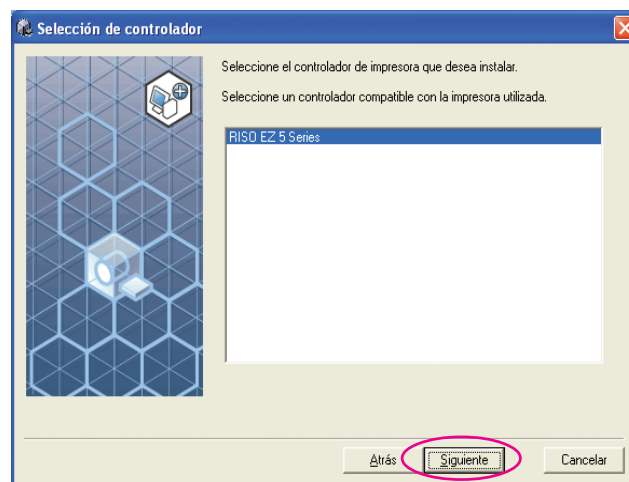 Selección de controlador
Seleccione el controlador de impresora que desea instalar.
Seleccione un controlador compatible con la impresora utilizada.
RISO EZ 5 Series
Atrás
Siguiente
Cancelar